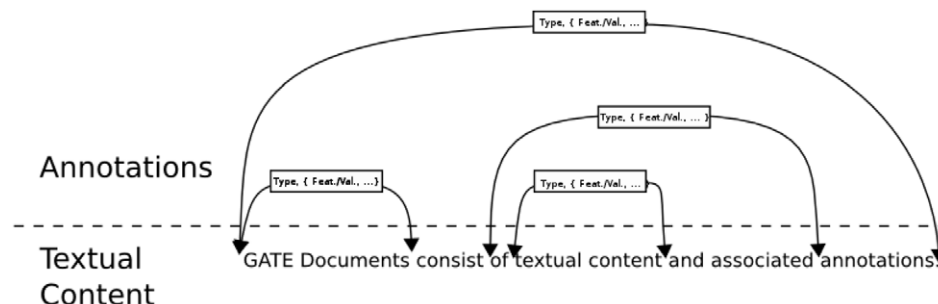 Type, { Feat./Val., ...
Type, { Feat./Val., ... }
Annotations
Type, { Feat./Val., ...}
Type, { Feat./Val., ...
Textual
Content
GATE Documents consist of textual content and associated annotations.